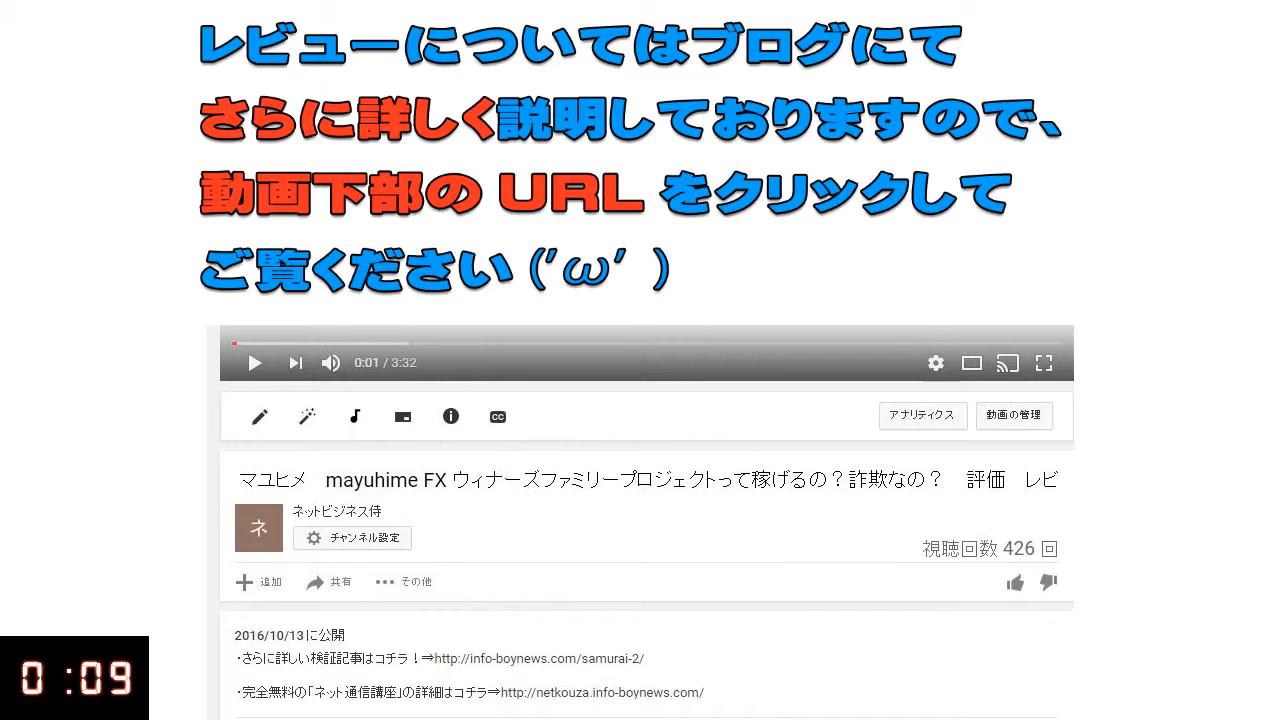 レビューについてはブログにて
さらに詳しく説明しておりますので、
動画下部の URL をクリックして
ご覧ください ('ω' )
0:01 / 3:32
CC
アナリティクス
動画の管理
マユヒメ　mayuhime FX ウィナーズファミリープロジェクトって稼げるの？詐欺なの？　評価　レビ
ネ
ネットビジネス侍
チャンネル設定
視聴回数 426 回
追加
共有
その他
2016/10/13 に公開
・さらに詳しい検証記事はコチラ！⇒http://info-boynews.com/samurai-2/
・完全無料の「ネット通信講座」の詳細はコチラ⇒http://netkouza.info-boynews.com/
0:09